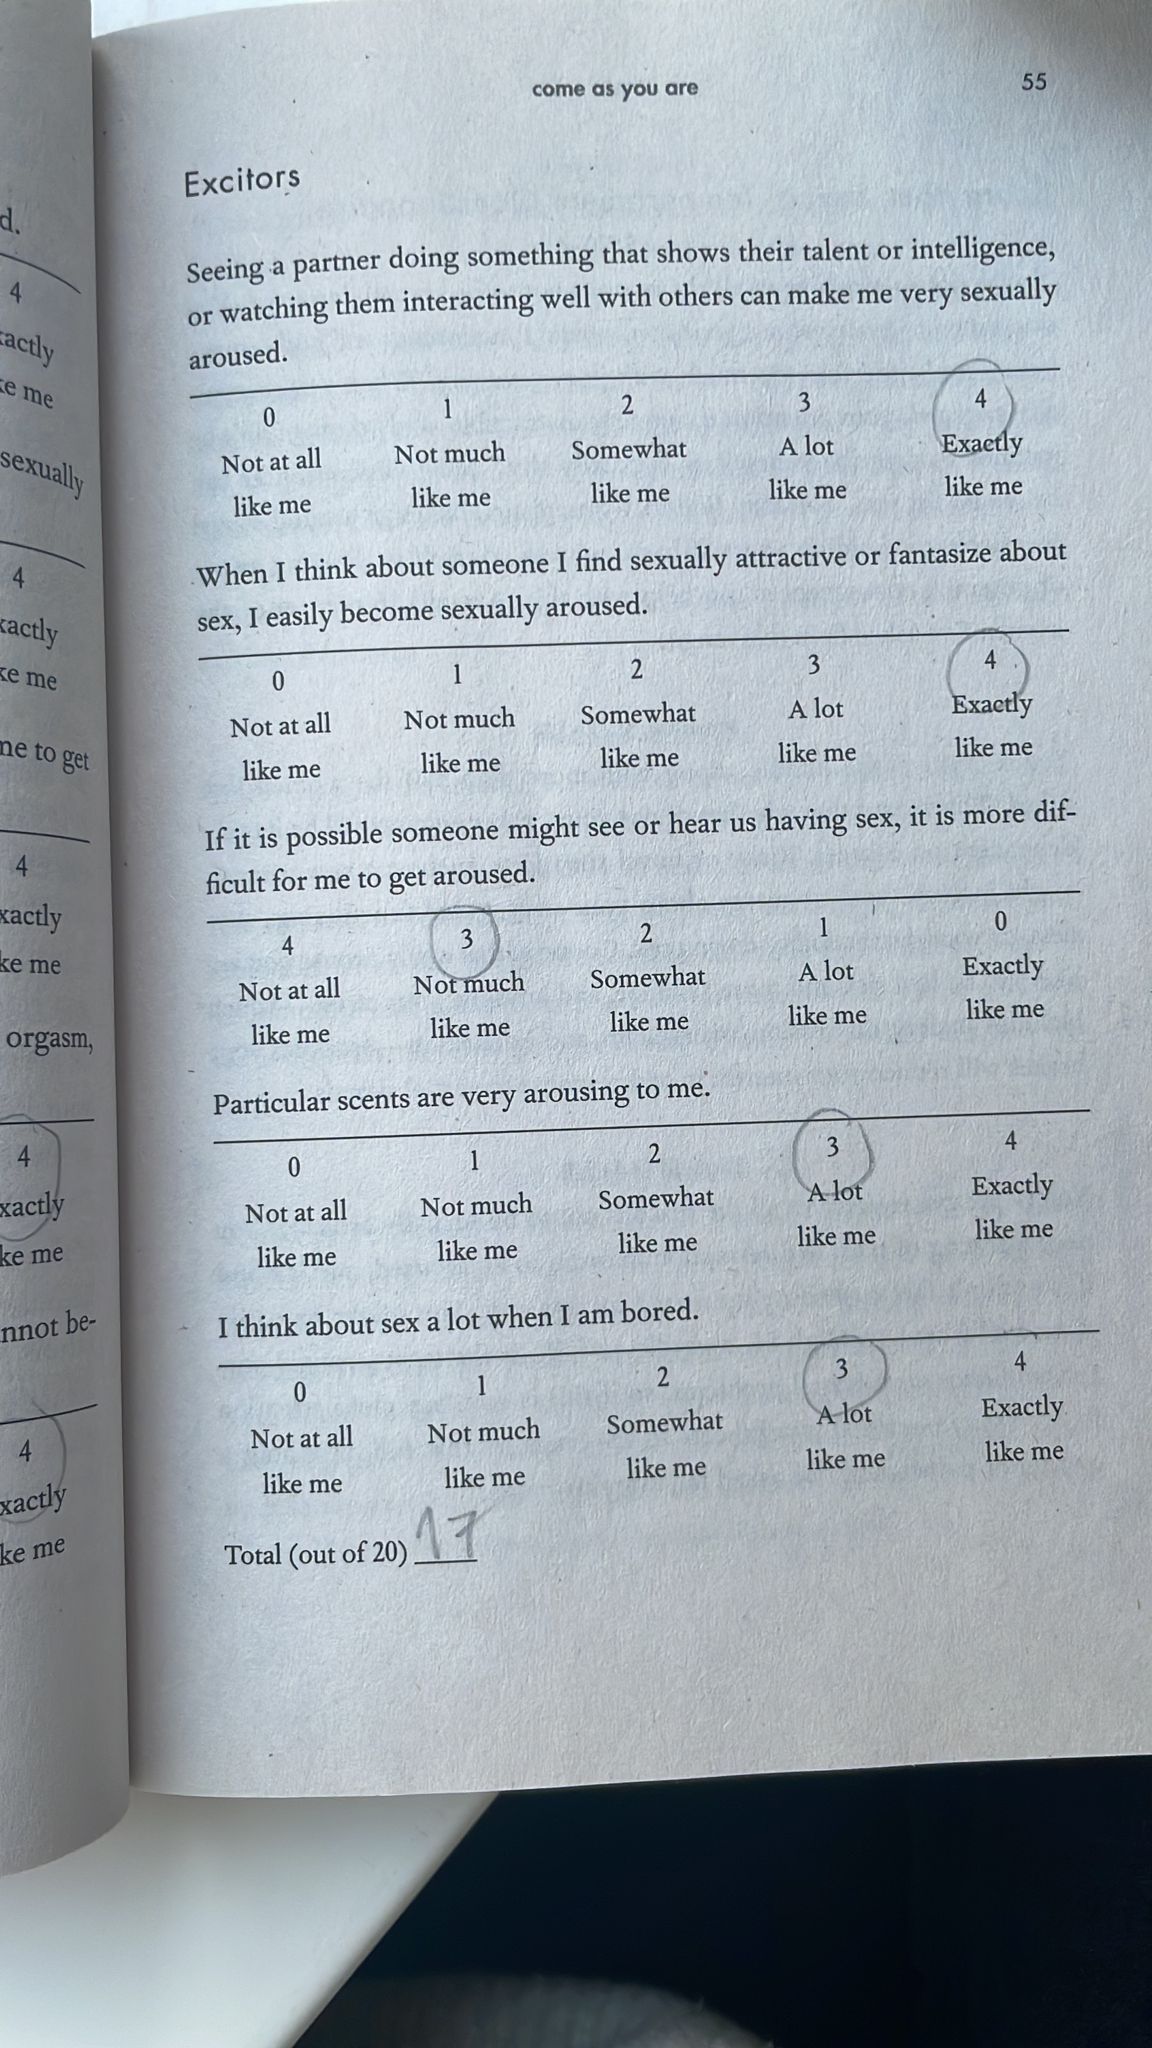 d.
4
xactly
ke me
sexually
4
xactly
ke me
me to get
4
xactly
ke me
orgasm,
4
xactly
ke me
nnot be-
4
xactly
ke me
come as you are 55
Excitors
Seeing a partner doing something that shows their talent or intelligence,
or watching them interacting well with others can make me very sexually
aroused.
0 1 2 3 4
Not at all Not much Somewhat A lot Exactly
like me like me like me like me like me
When I think about someone I find sexually attractive or fantasize about
sex, I easily become sexually aroused.
0 1 2 3 4
Not at all Not much Somewhat A lot Exactly
like me like me like me like me like me
If it is possible someone might see or hear us having sex, it is more dif-
ficult for me to get aroused.
4 3 2 1 0
Not at all Not much Somewhat A lot Exactly
like me like me like me like me like me
Particular scents are very arousing to me.
0 1 2 3 4
Not at all Not much Somewhat A lot Exactly
like me like me like me like me like me
I think about sex a lot when I am bored.
0 1 2 3 4
Not at all Not much Somewhat A lot Exactly
like me like me like me like me like me
Total (out of 20) 17